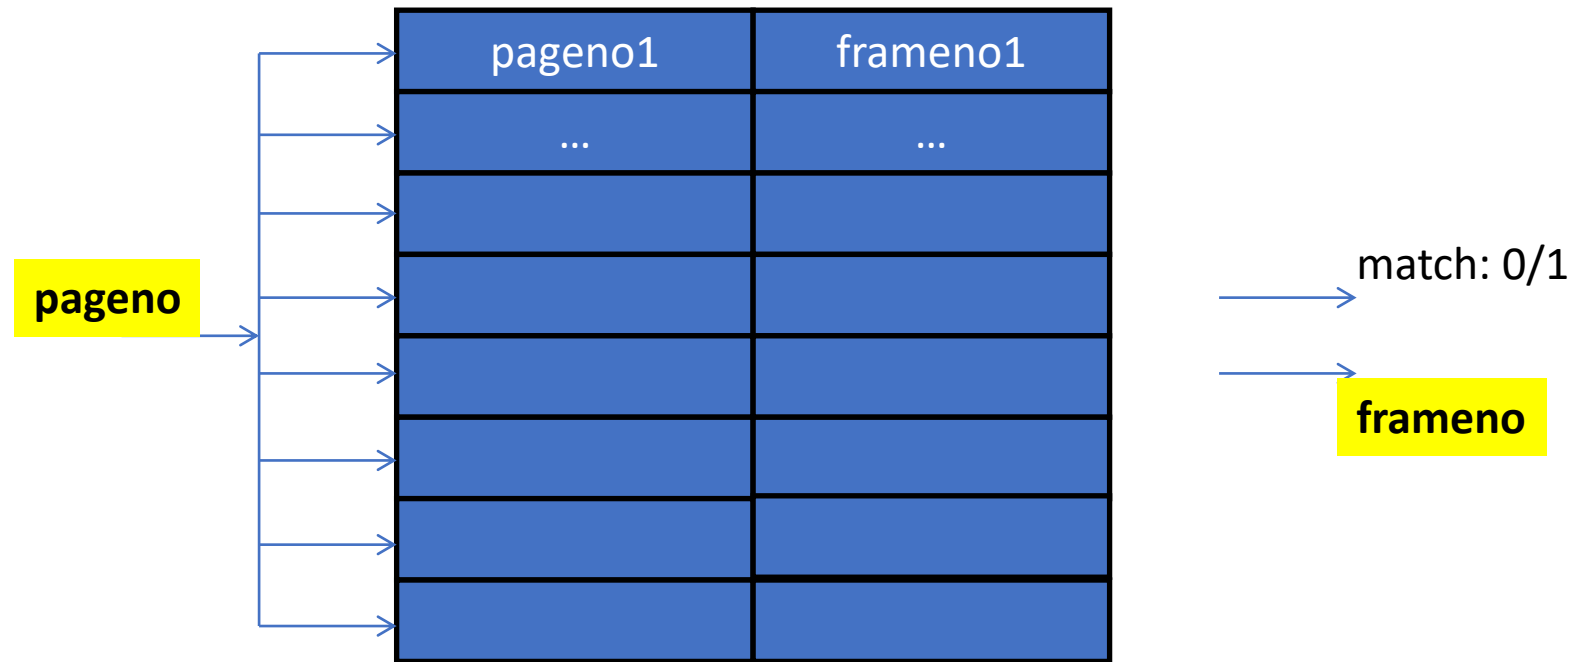 pageno1 frameno1
... ...
match: 0/1
pageno
frameno